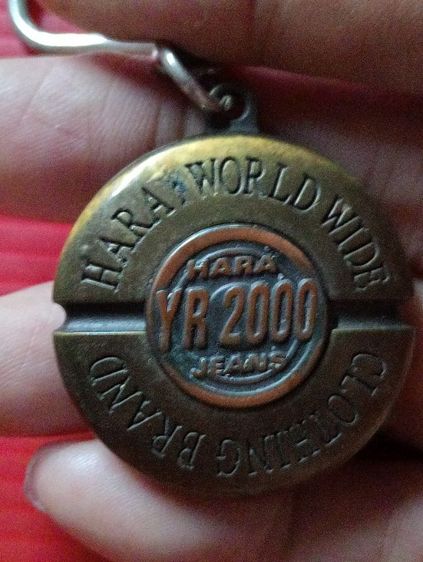 HARA WORLD WIDE
HARA
YR 2000
JEANS
CLOTHING BRAND